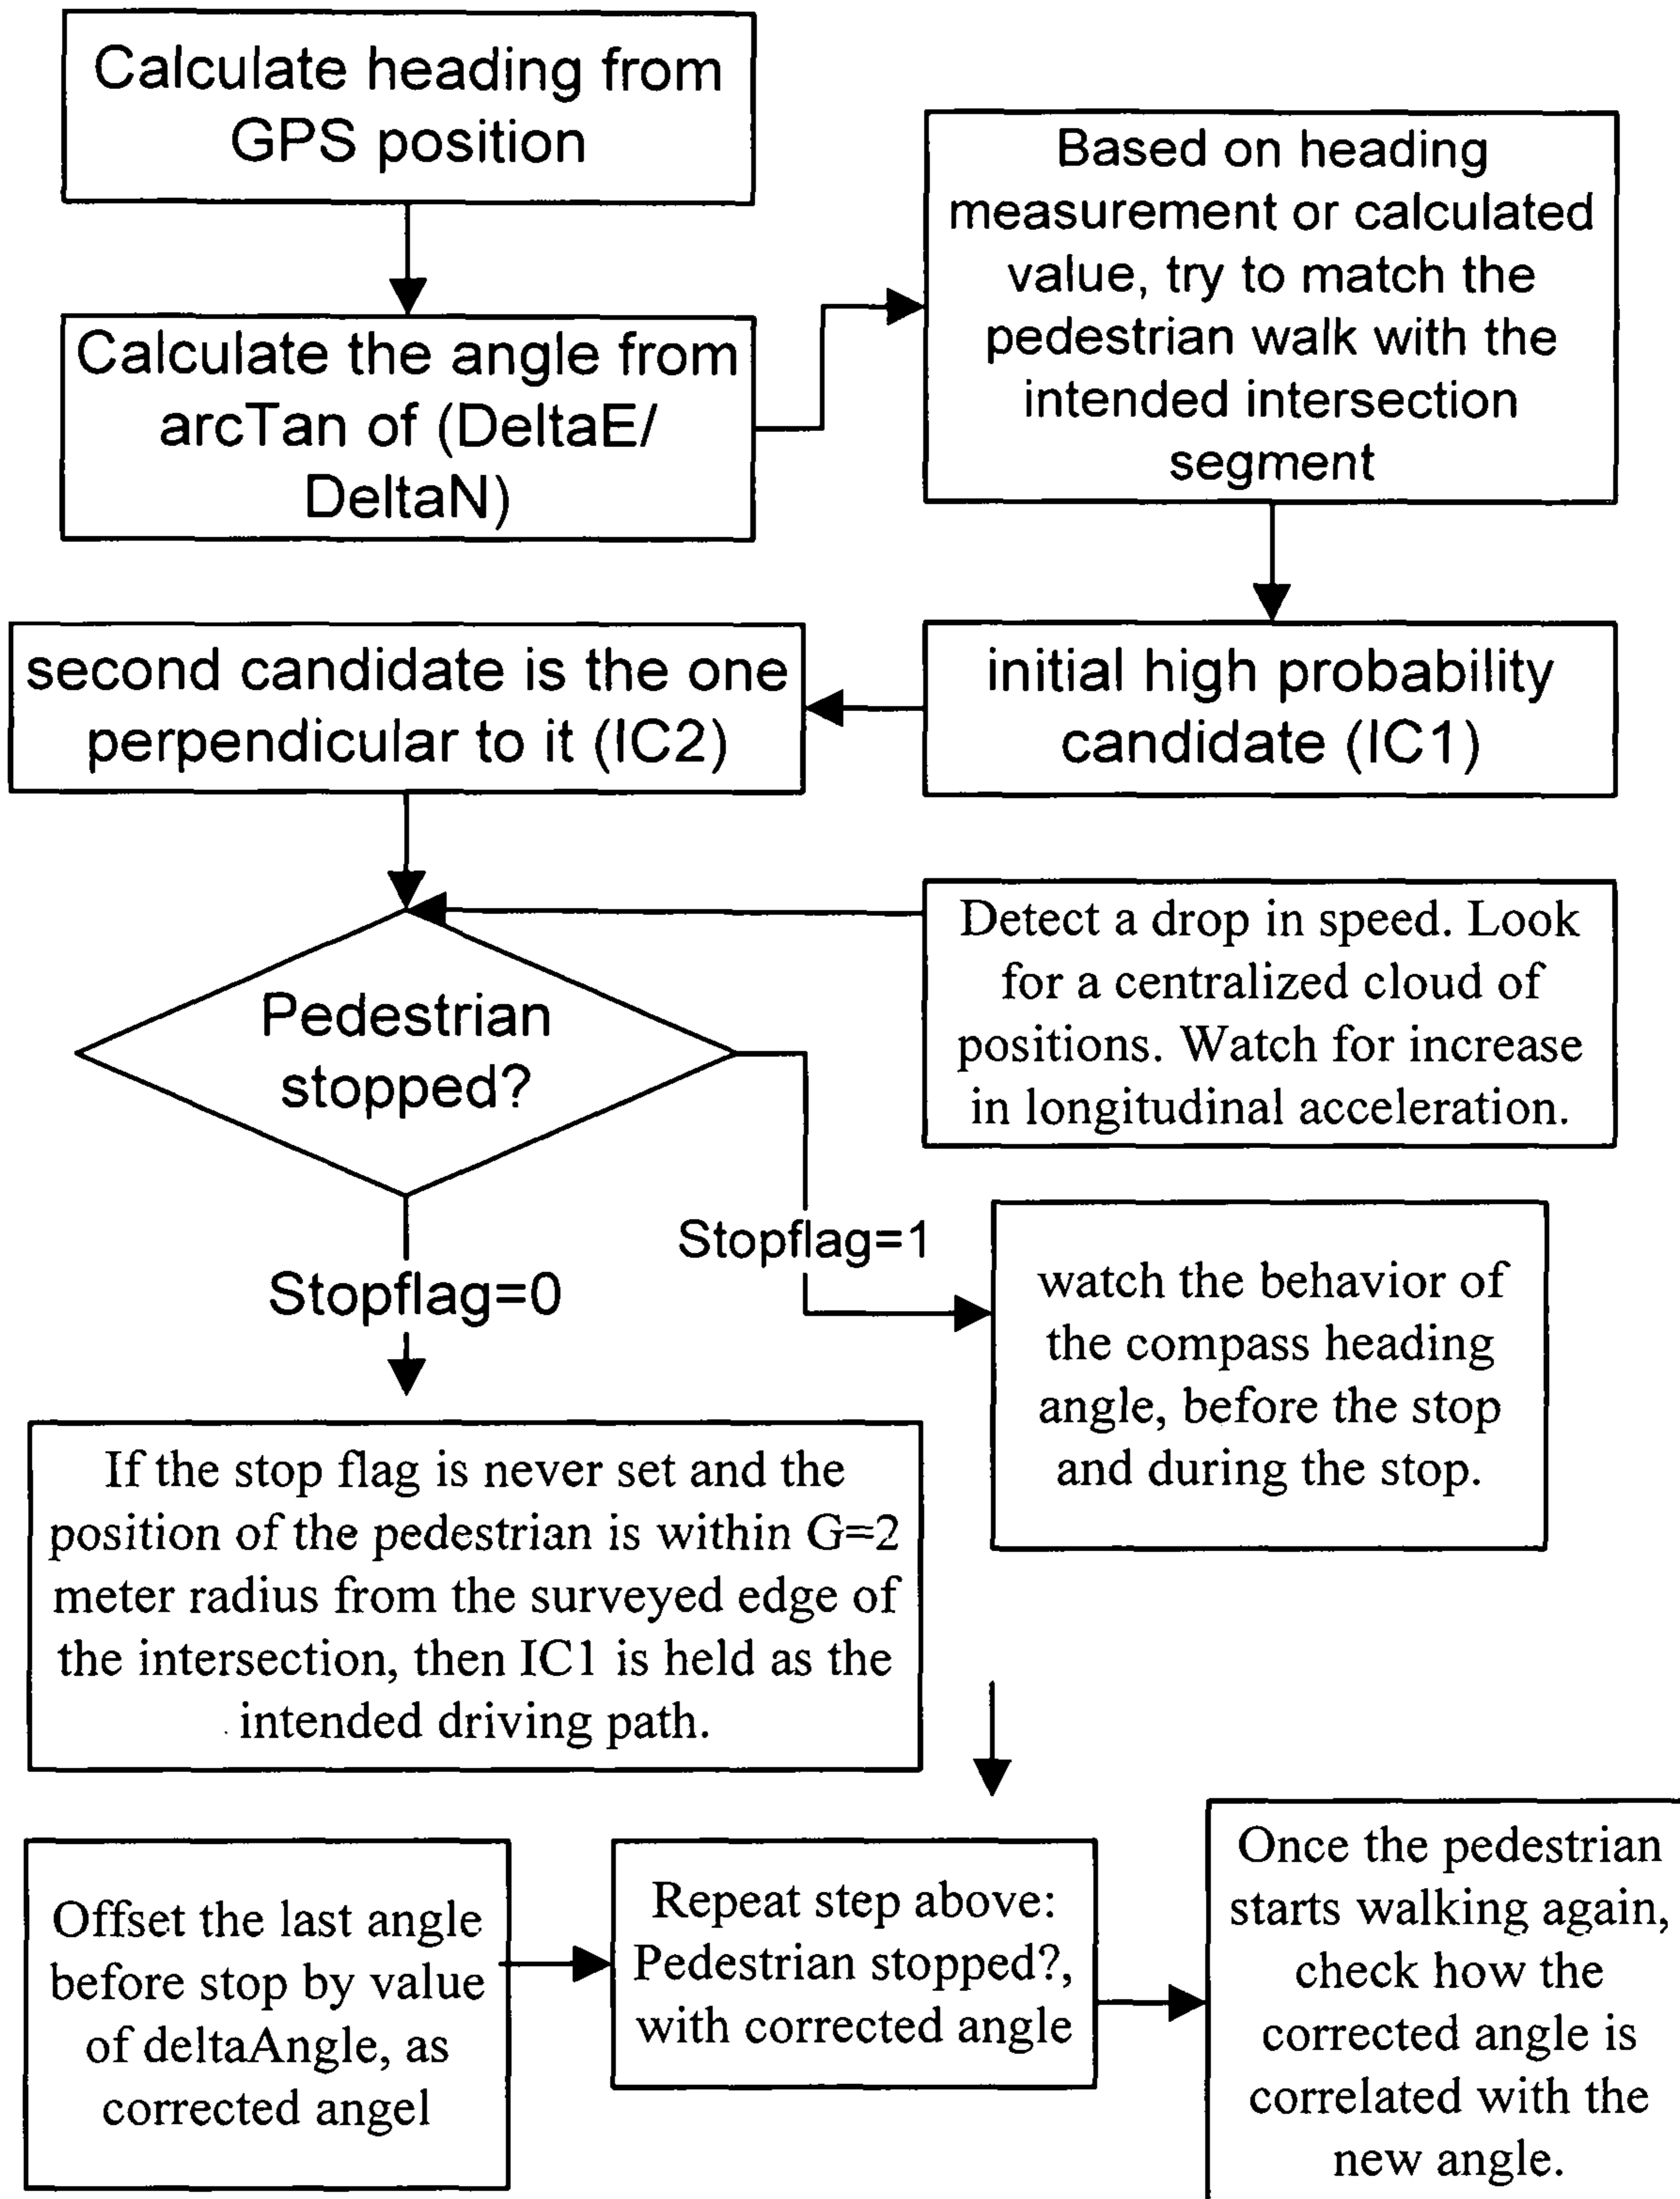 Calculate heading from
GPS position
Calculate the angle from
arcTan of (DeltaE/
DeltaN)
Based on heading
measurement or calculated
value, try to match the
pedestrian walk with the
intended intersection
segment
initial high probability
candidate (IC1)
second candidate is the one
perpendicular to it (IC2)
Pedestrian
stopped?
Detect a drop in speed. Look
for a centralized cloud of
positions. Watch for increase
in longitudinal acceleration.
Stopflag=1
Stopflag=0
watch the behavior of
the compass heading
angle, before the stop
and during the stop.
If the stop flag is never set and the
position of the pedestrian is within G=2
meter radius from the surveyed edge of
the intersection, then IC1 is held as the
intended driving path.
Offset the last angle
before stop by value
of deltaAngle, as
corrected angel
Repeat step above:
Pedestrian stopped?,
with corrected angle
Once the pedestrian
starts walking again,
check how the
corrected angle is
correlated with the
new angle.